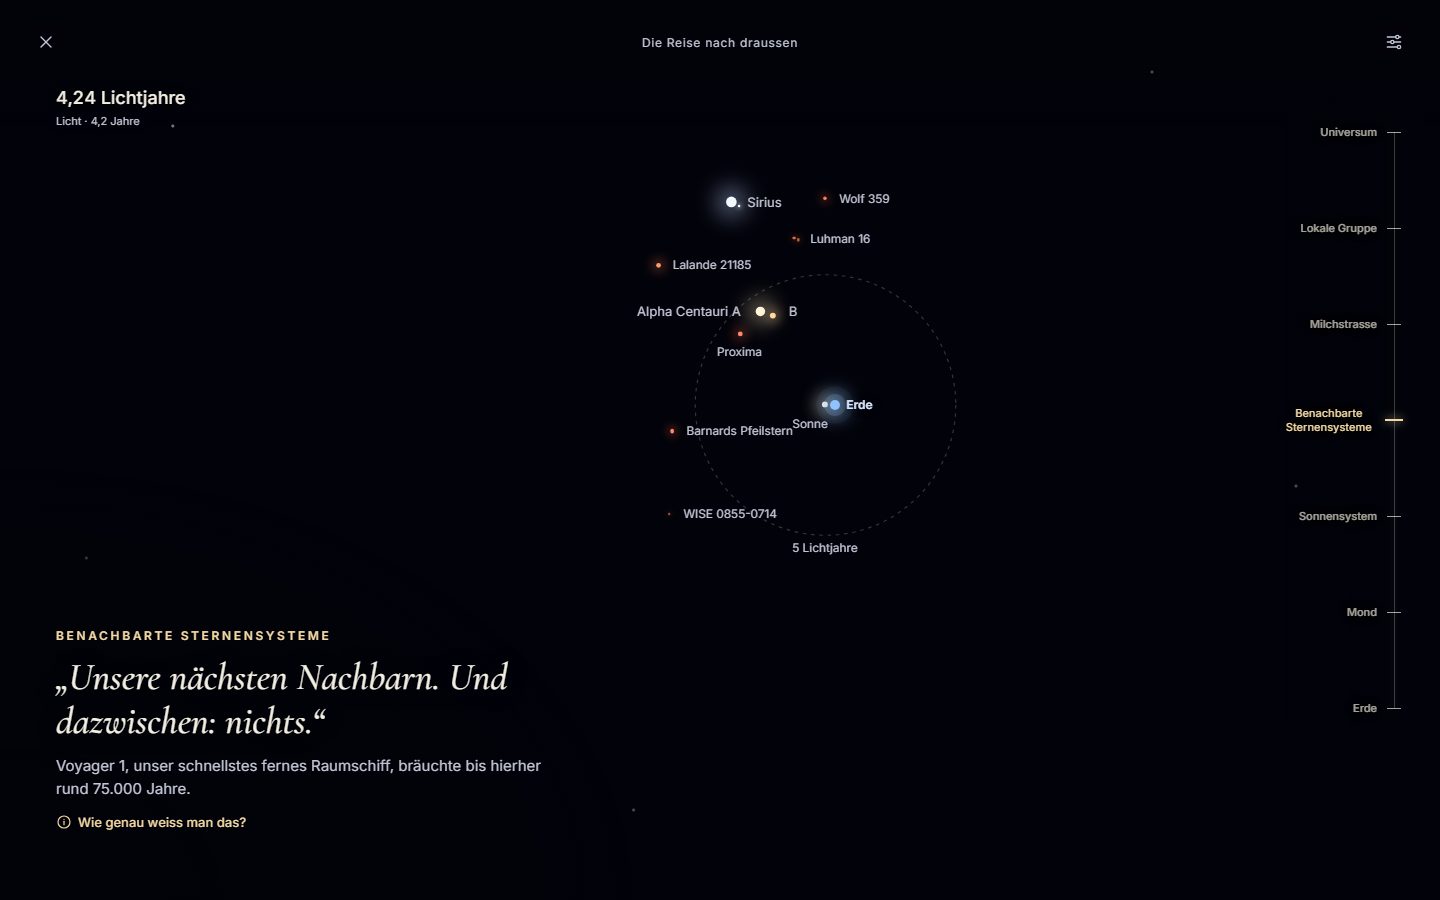 Die Reise nach draussen
4,24 Lichtjahre
Licht · 4,2 Jahre
Universum
Lokale Gruppe
Milchstrasse
Benachbarte
Sternensysteme
Sonnensystem
Mond
Erde
Sirius
Wolf 359
Luhman 16
Lalande 21185
Alpha Centauri A
B
Proxima
Erde
Sonne
Barnards Pfeilstern
WISE 0855-0714
5 Lichtjahre
BENACHBARTE STERNENSYSTEME
„Unsere nächsten Nachbarn. Und
dazwischen: nichts.“
Voyager 1, unser schnellstes fernes Raumschiff, bräuchte bis hierher
rund 75.000 Jahre.
Wie genau weiss man das?